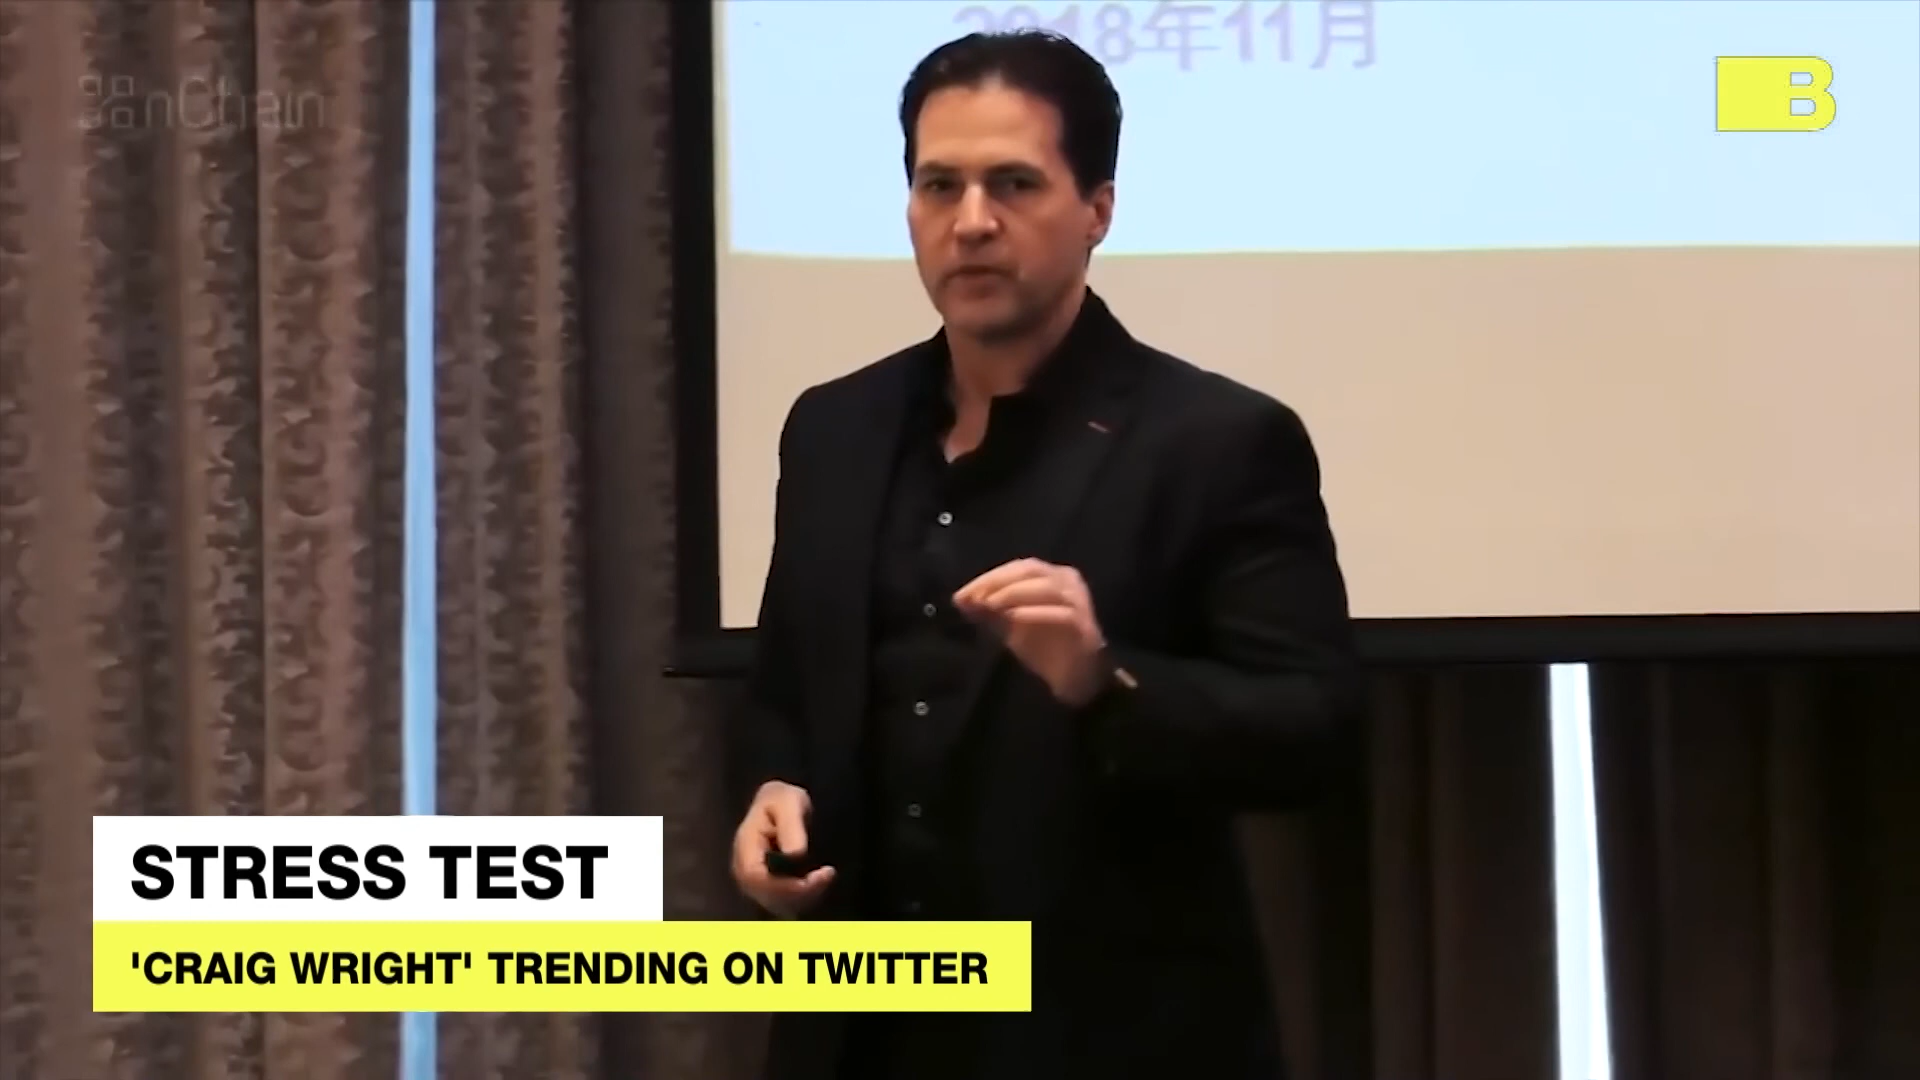 2018年11月
nChain
B
STRESS TEST
'CRAIG WRIGHT' TRENDING ON TWITTER